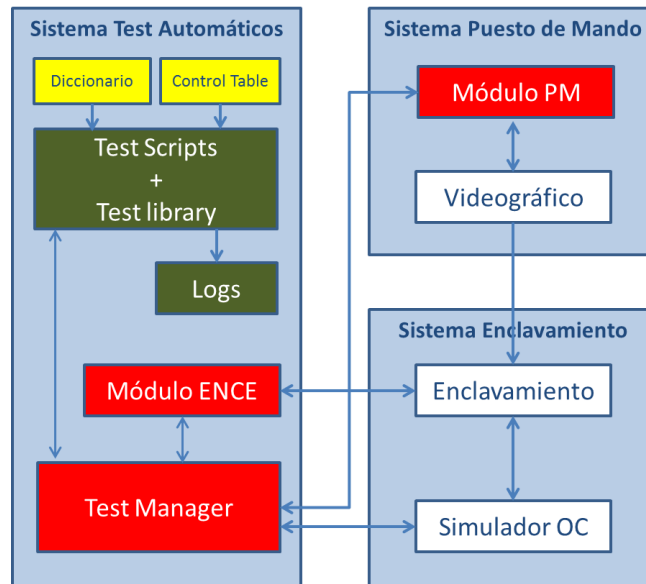 Sistema Test Automáticos
Diccionario
Control Table
Test Scripts
+
Test library
Logs
Módulo ENCE
Test Manager
Sistema Puesto de Mando
Módulo PM
Videográfico
Sistema Enclavamiento
Enclavamiento
Simulador OC